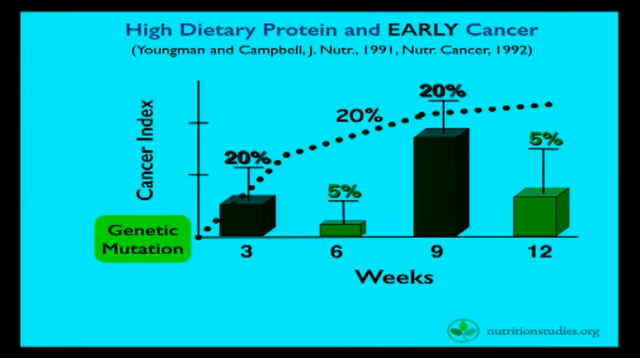 High Dietary Protein and EARLY Cancer
(Youngman and Campbell, J. Nutr., 1991, Nutr. Cancer, 1992)
Cancer Index
20%
20%
5%
20%
5%
Genetic
Mutation
3 6 9 12
Weeks
nutritionstudies.org